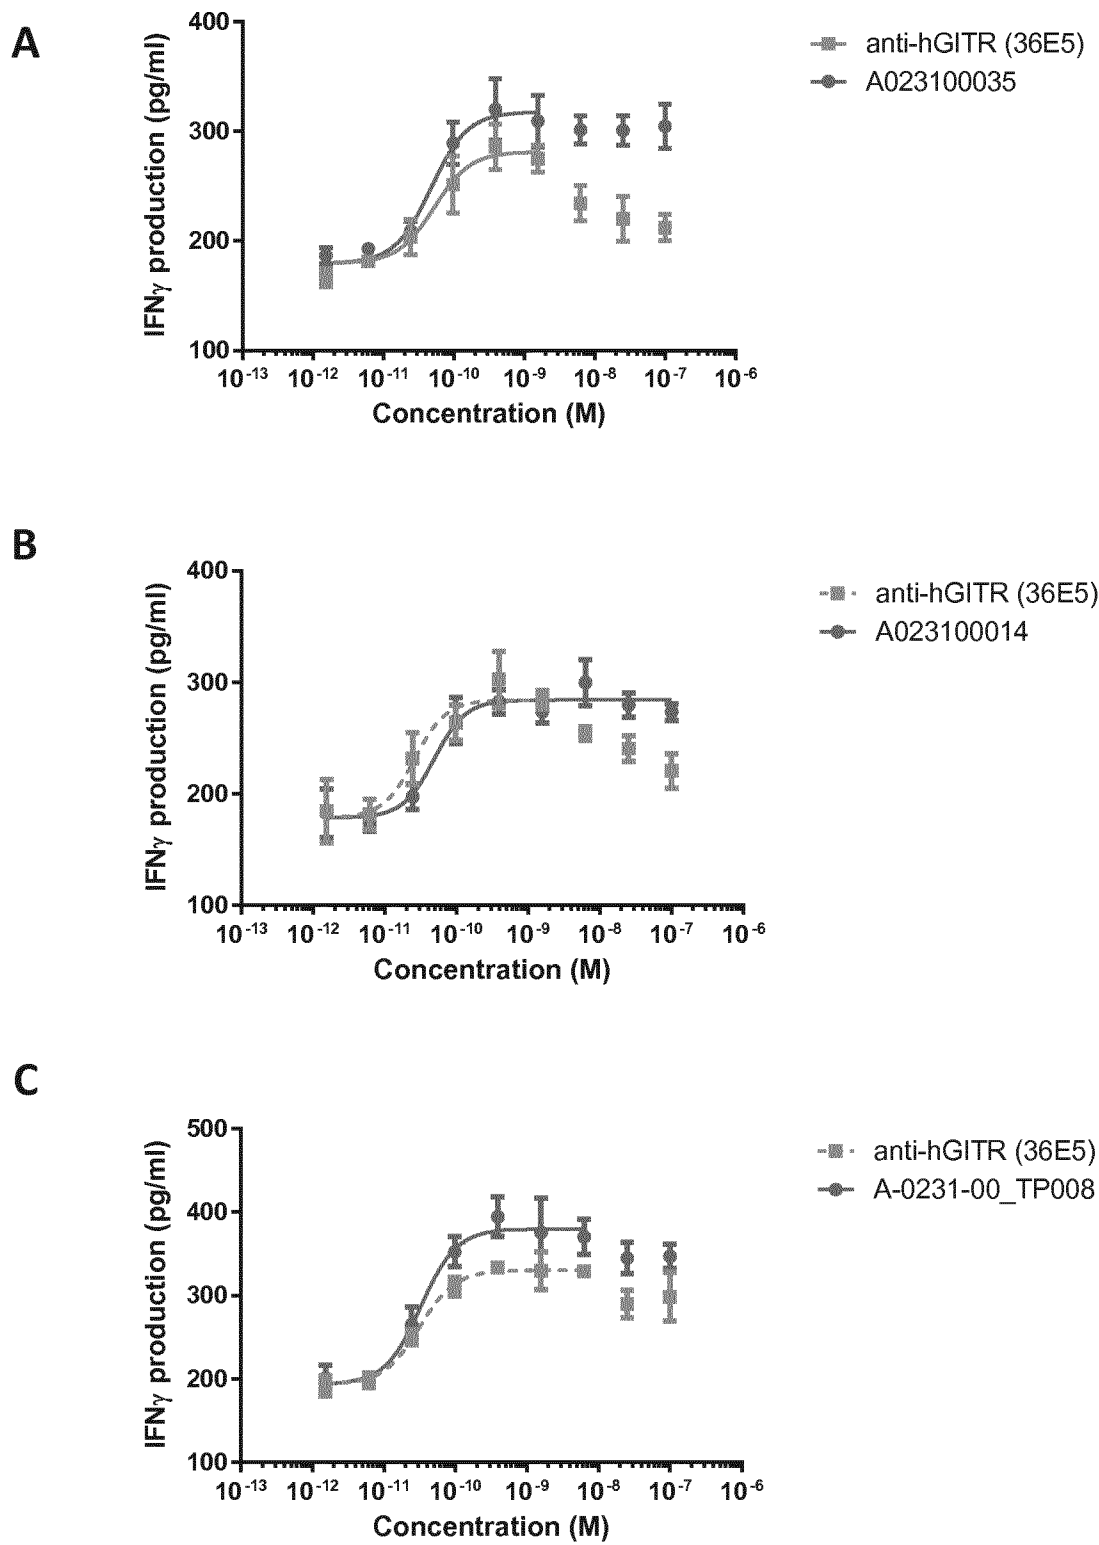 A
400
300
200
100
IFNγ production (pg/ml)
10-13 10-12 10-11 10-10 10-9 10-8 10-7 10-6
Concentration (M)
anti-hGITR (36E5)
A023100035
B
400
300
200
100
IFNγ production (pg/ml)
10-13 10-12 10-11 10-10 10-9 10-8 10-7 10-6
Concentration (M)
anti-hGITR (36E5)
A023100014
C
500
400
300
200
100
IFNγ production (pg/ml)
10-13 10-12 10-11 10-10 10-9 10-8 10-7 10-6
Concentration (M)
anti-hGITR (36E5)
A-0231-00_TP008